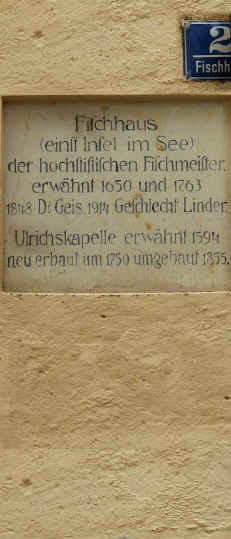 2
Fischh
Fischhaus
(einst Insel im See)
der hochstiftischen Fischmeister.
erwähnt 1650 und 1763
1848 Dr Geis. 1914 Geschlecht Linder.
Ulrichskapelle erwähnt 1594
neu erbaut um 1750 umgebaut 1855.